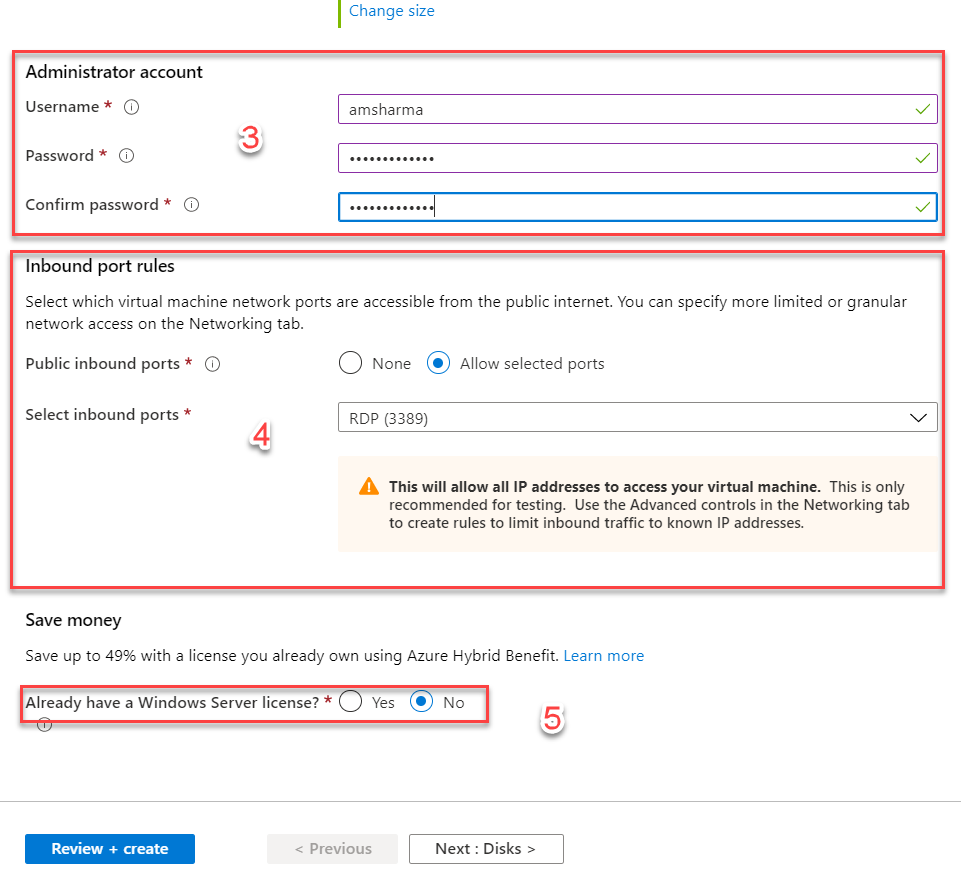 Change size
Administrator account
Username *
amsharma
3
Password *
•••••••••••••
Confirm password *
•••••••••••••
Inbound port rules
Select which virtual machine network ports are accessible from the public internet. You can specify more limited or granular
network access on the Networking tab.
Public inbound ports *
None
Allow selected ports
Select inbound ports *
RDP (3389)
4
This will allow all IP addresses to access your virtual machine. This is only
recommended for testing. Use the Advanced controls in the Networking tab
to create rules to limit inbound traffic to known IP addresses.
Save money
Save up to 49% with a license you already own using Azure Hybrid Benefit. Learn more
Already have a Windows Server license? *
Yes
No
5
Review + create
< Previous
Next : Disks >